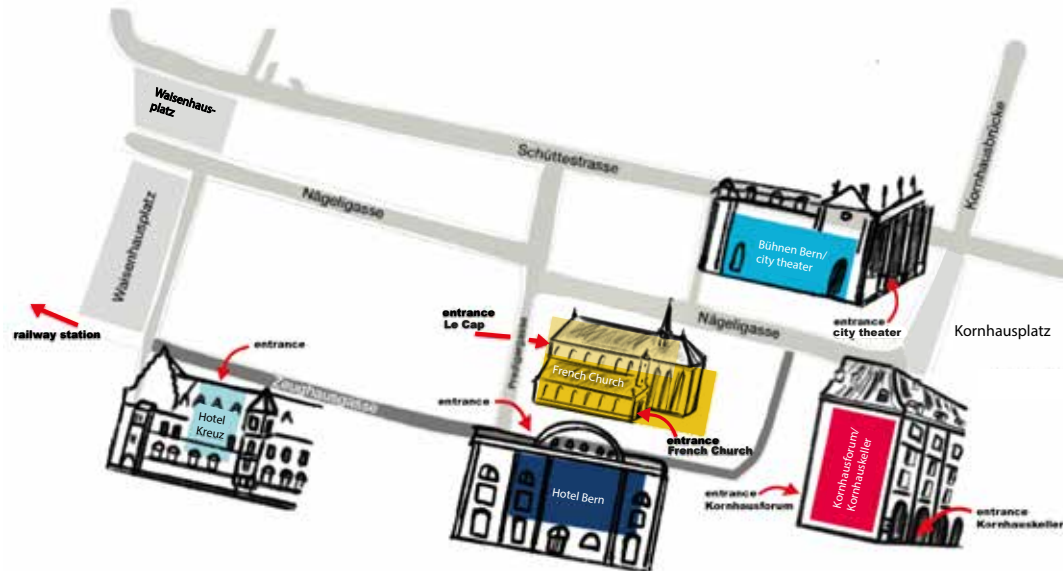 Waisenhaus-
platz
Kornhausbrücke
Schüttestrasse
Nägeligasse
Waisenhausplatz
Bühnen Bern/
city theater
railway station
entrance
Le Cap
Nägeligasse
entrance
city theater
Kornhausplatz
entrance
Zeughausgasse
Predigergasse
French Church
Hotel
Kreuz
entrance
entrance
French Church
Hotel Bern
Kornhausforum/
Kornhauskeller
entrance
Kornhausforum
entrance
Kornhauskeller